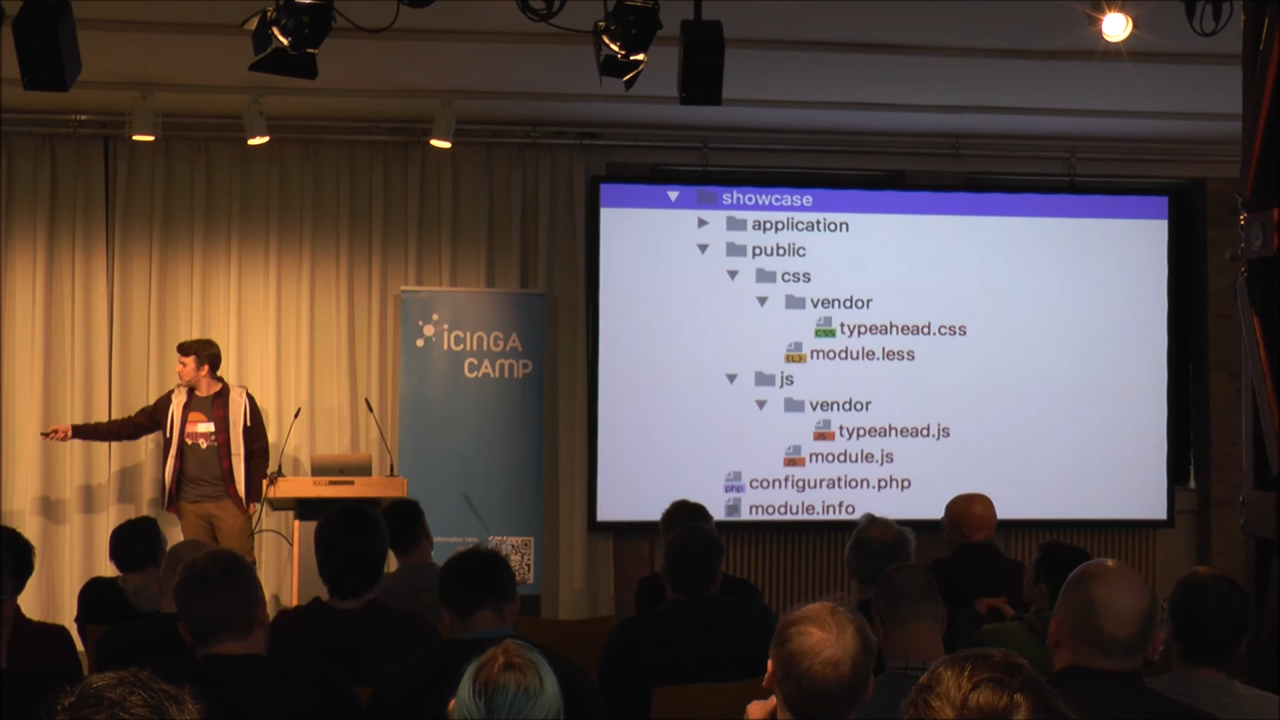 iCINGA
CAMP
showcase
application
public
css
vendor
typeahead.css
module.less
js
vendor
typeahead.js
module.js
configuration.php
module.info